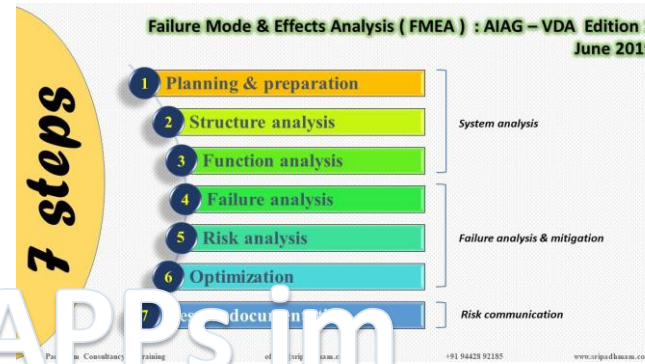 Failure Mode & Effects Analysis ( FMEA ) : AIAG – VDA Edition
June 201
7 steps
1 Planning & preparation
2 Structure analysis
3 Function analysis
System analysis
4 Failure analysis
5 Risk analysis
6 Optimization
Failure analysis & mitigation
7
Risk communication
APPs im
Consultancy
+91 94428 92185
www.sripadhmam.co